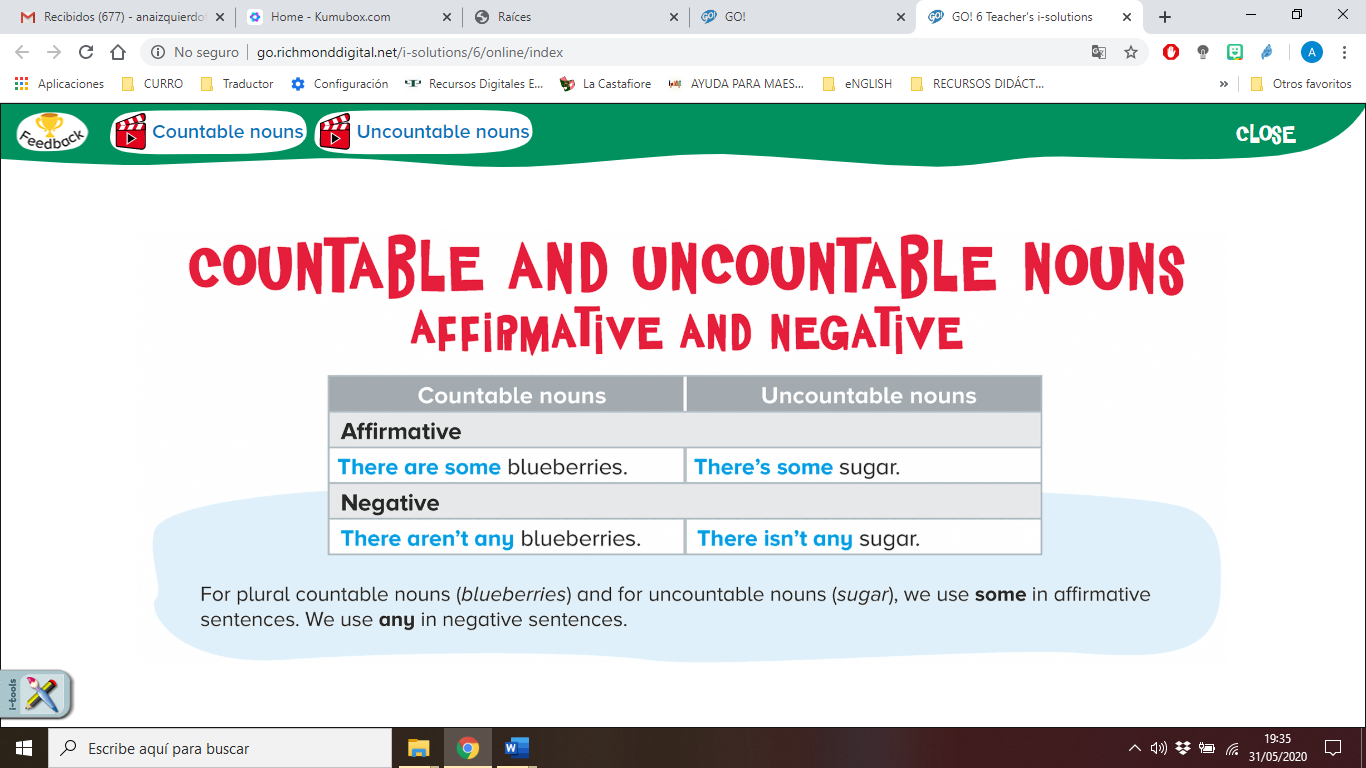 Recibidos (677) - anaizquierdo
Home - Kumubox.com
Raíces
GO!
GO! 6 Teacher's i-solutions
No seguro | go.richmonddigital.net/i-solutions/6/online/index
A
Aplicaciones
CURRO
Traductor
Configuración
Recursos Digitales E...
La Castafiore
AYUDA PARA MAES...
eNGLISH
RECURSOS DIDÁCT...
»
Otros favoritos
Feedback
Countable nouns
Uncountable nouns
CLOSE
COUNTABLE AND UNCOUNTABLE NOUNS
AFFIRMATIVE AND NEGATIVE
Countable nouns
Uncountable nouns
Affirmative
There are some blueberries.
There's some sugar.
Negative
There aren't any blueberries.
There isn't any sugar.
For plural countable nouns (blueberries) and for uncountable nouns (sugar), we use some in affirmative
sentences. We use any in negative sentences.
i-tools
Escribe aquí para buscar
19:35
31/05/2020